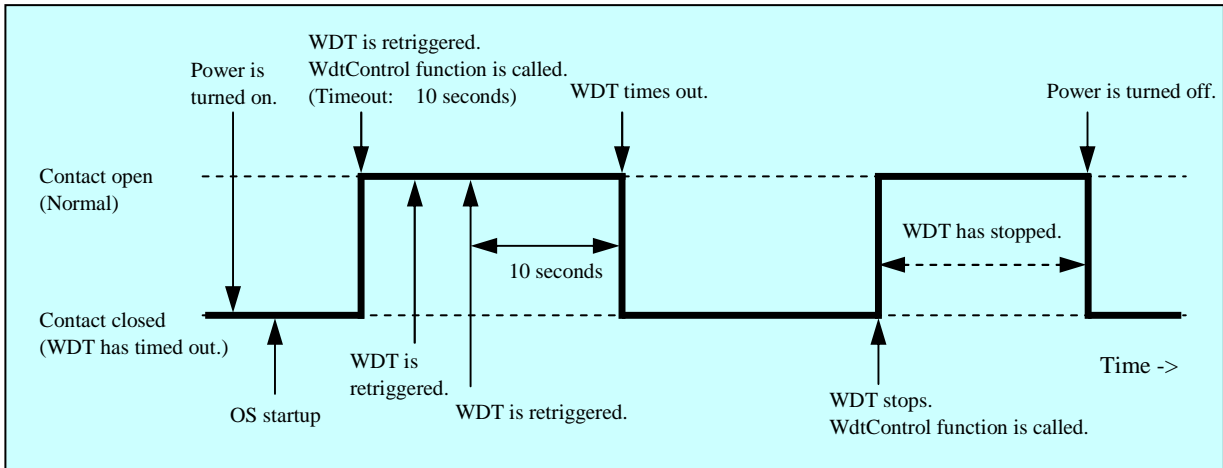 WDT is retriggered.
WdtControl function is called.
(Timeout: 10 seconds)
Power is
turned on.
WDT times out.
Power is turned off.
Contact open
(Normal)
WDT has stopped.
10 seconds
Contact closed
(WDT has timed out.)
WDT is
retriggered.
Time ->
OS startup
WDT is retriggered.
WDT stops.
WdtControl function is called.